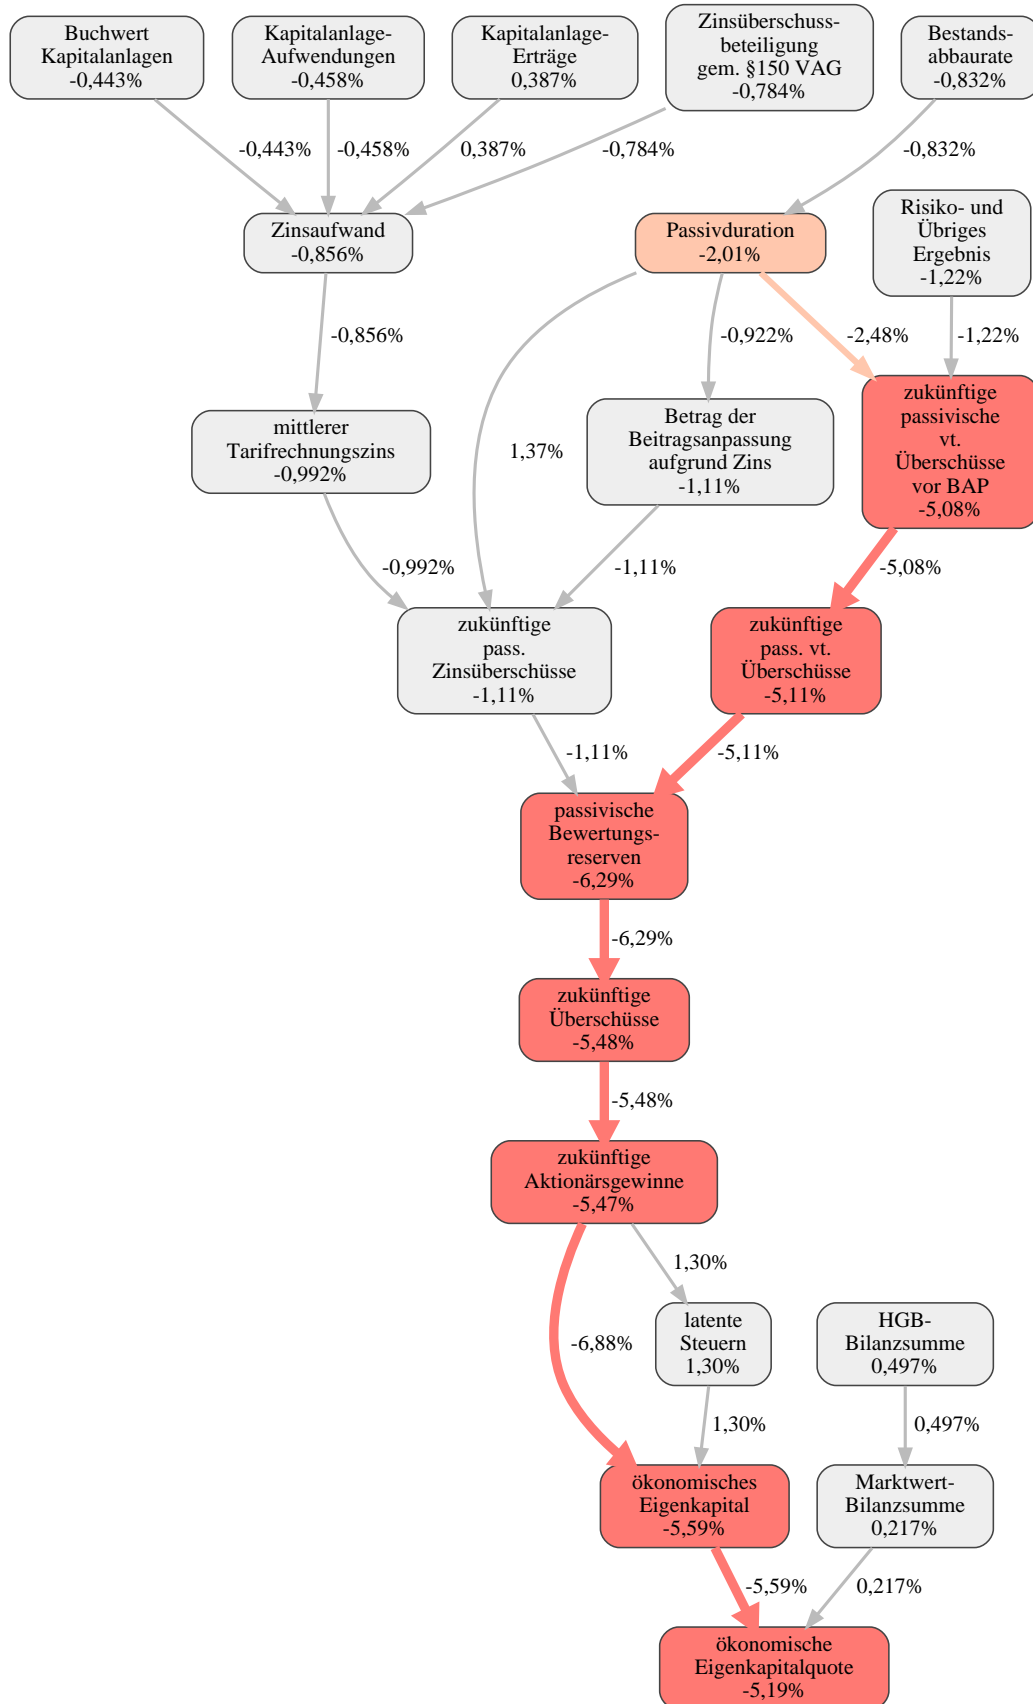 Buchwert
Kapitalanlagen
-0,443%
Kapitalanlage-
Aufwendungen
-0,458%
Kapitalanlage-
Erträge
0,387%
Zinsüberschuss-
beteiligung
gem. §150 VAG
-0,784%
Bestands-
abbaurate
-0,832%
-0,443%
-0,458%
0,387%
-0,784%
-0,832%
Zinsaufwand
-0,856%
Passivduration
-2,01%
Risiko- und
Übriges
Ergebnis
-1,22%
-0,856%
-0,922%
-2,48%
-1,22%
mittlerer
Tarifrechnungszins
-0,992%
1,37%
Betrag der
Beitragsanpassung
aufgrund Zins
-1,11%
zukünftige
passivische
vt.
Überschüsse
vor BAP
-5,08%
-0,992%
-1,11%
-5,08%
zukünftige
pass.
Zinsüberschüsse
-1,11%
zukünftige
pass. vt.
Überschüsse
-5,11%
-1,11%
-5,11%
passivische
Bewertungs-
reserven
-6,29%
-6,29%
zukünftige
Überschüsse
-5,48%
-5,48%
zukünftige
Aktionärsgewinne
-5,47%
1,30%
-6,88%
latente
Steuern
1,30%
HGB-
Bilanzsumme
0,497%
1,30%
0,497%
ökonomisches
Eigenkapital
-5,59%
Marktwert-
Bilanzsumme
0,217%
-5,59%
0,217%
ökonomische
Eigenkapitalquote
-5,19%